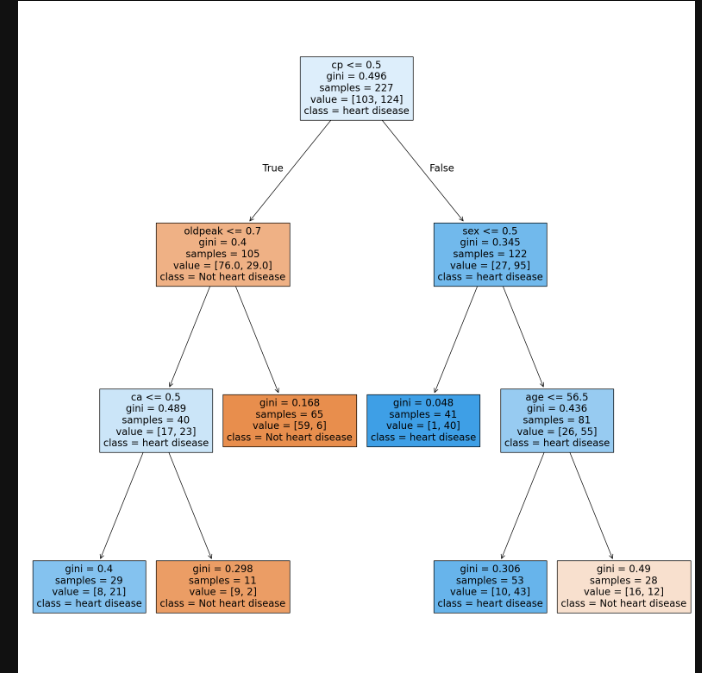 cp <= 0.5
gini = 0.496
samples = 227
value = [103, 124]
class = heart disease
True
False
oldpeak <= 0.7
gini = 0.4
samples = 105
value = [76.0, 29.0]
class = Not heart disease
sex <= 0.5
gini = 0.345
samples = 122
value = [27, 95]
class = heart disease
ca <= 0.5
gini = 0.489
samples = 40
value = [17, 23]
class = heart disease
gini = 0.168
samples = 65
value = [59, 6]
class = Not heart disease
gini = 0.048
samples = 41
value = [1, 40]
class = heart disease
age <= 56.5
gini = 0.436
samples = 81
value = [26, 55]
class = heart disease
gini = 0.4
samples = 29
value = [8, 21]
class = heart disease
gini = 0.298
samples = 11
value = [9, 2]
class = Not heart disease
gini = 0.306
samples = 53
value = [10, 43]
class = heart disease
gini = 0.49
samples = 28
value = [16, 12]
class = Not heart disease